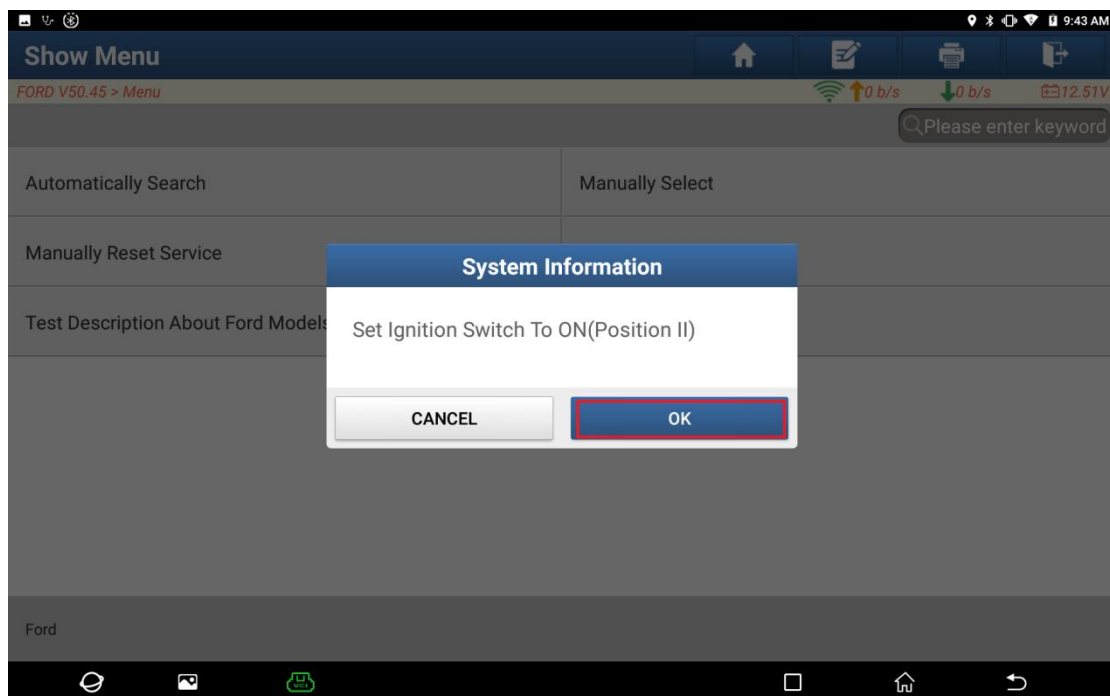 9:43 AM
Show Menu
FORD V50.45 > Menu
0 b/s
0 b/s
12.51V
Please enter keyword
Automatically Search
Manually Select
Manually Reset Service
Test Description About Ford Models
System Information
Set Ignition Switch To ON(Position II)
CANCEL
OK
Ford
VCI